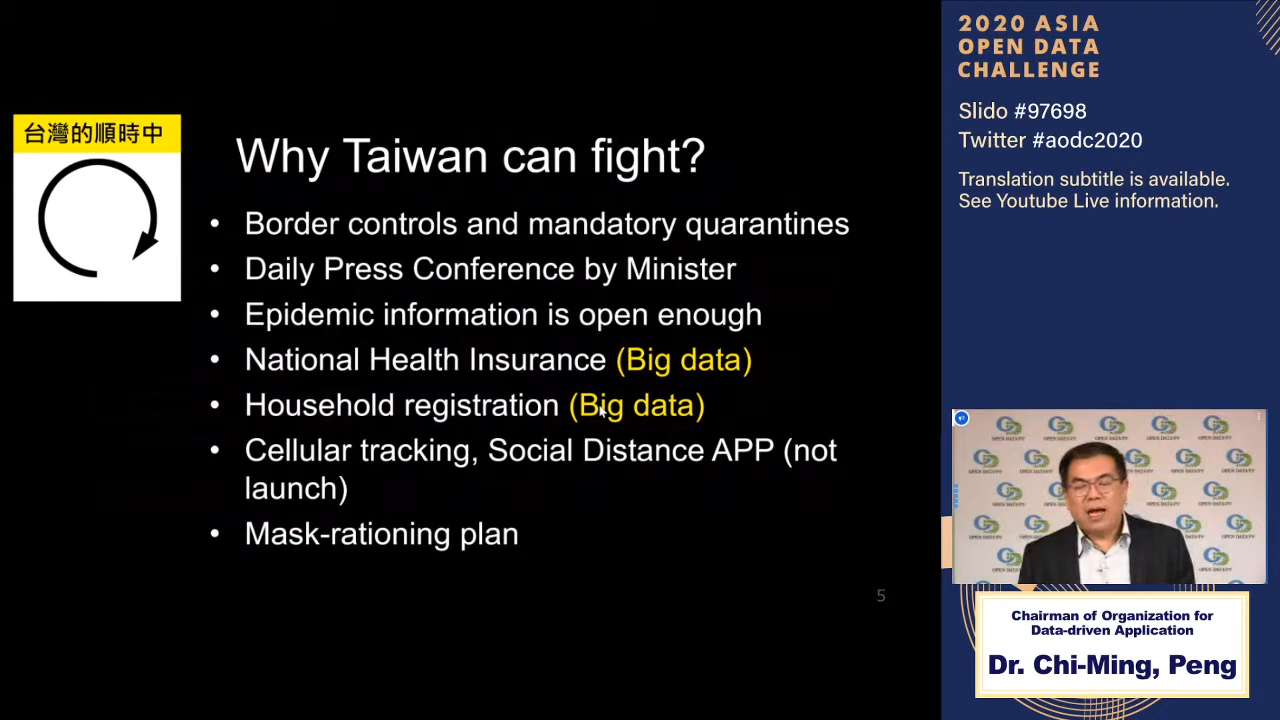 台灣的順時中
Why Taiwan can fight?
• Border controls and mandatory quarantines
• Daily Press Conference by Minister
• Epidemic information is open enough
• National Health Insurance (Big data)
• Household registration (Big data)
• Cellular tracking, Social Distance APP (not
launch)
• Mask-rationing plan
5
2020 ASIA
OPEN DATA
CHALLENGE
Slido #97698
Twitter #aodc2020
Translation subtitle is available.
See Youtube Live information.
Chairman of Organization for
Data-driven Application
Dr. Chi-Ming, Peng